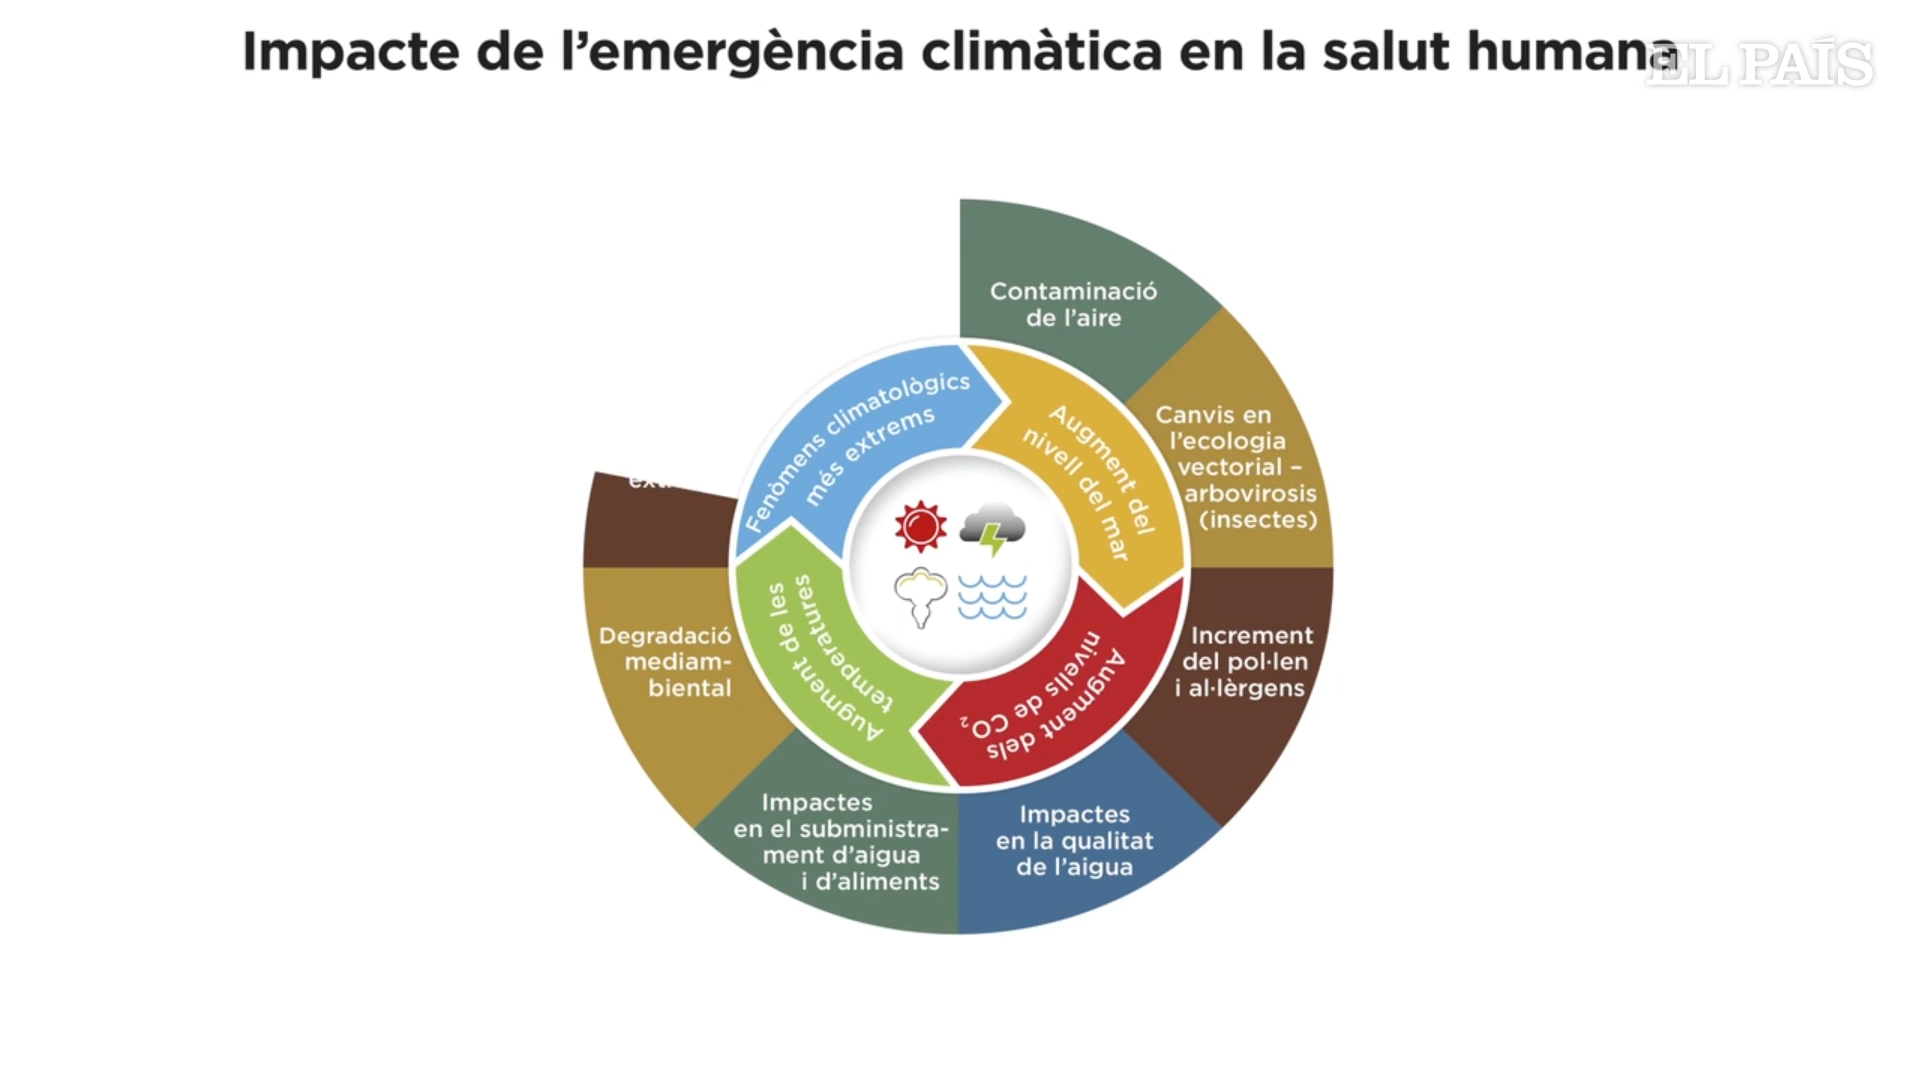 Impacte de l’emergència climàtica en la salut humana
EL PAÍS
Contaminació
de l’aire
Canvis en
l’ecologia
vectorial –
arbovirosis
(insectes)
Increment
del pol·len
i al·lèrgens
Impactes
en la qualitat
de l’aigua
Impactes
en el subministra-
ment d’aigua
i d’aliments
Degradació
mediam-
biental
Fenòmens climatològics
més extrems
Augment del
nivell del mar
Augment dels
nivells de CO₂
Augment de les
temperatures